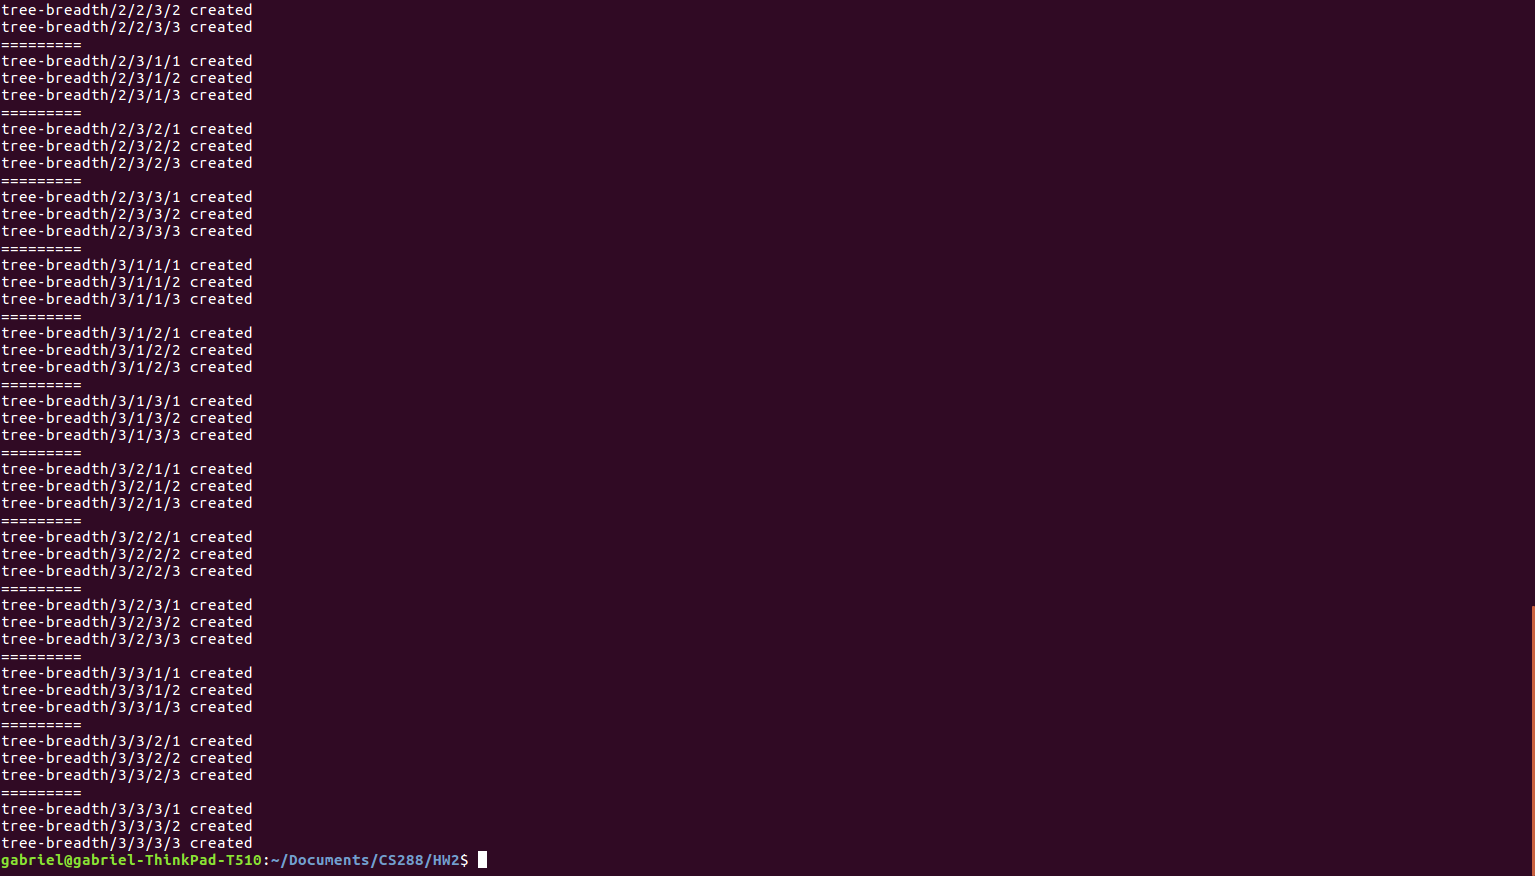 tree-breadth/2/2/3/2 created
tree-breadth/2/2/3/3 created
=========
tree-breadth/2/3/1/1 created
tree-breadth/2/3/1/2 created
tree-breadth/2/3/1/3 created
=========
tree-breadth/2/3/2/1 created
tree-breadth/2/3/2/2 created
tree-breadth/2/3/2/3 created
=========
tree-breadth/2/3/3/1 created
tree-breadth/2/3/3/2 created
tree-breadth/2/3/3/3 created
=========
tree-breadth/3/1/1/1 created
tree-breadth/3/1/1/2 created
tree-breadth/3/1/1/3 created
=========
tree-breadth/3/1/2/1 created
tree-breadth/3/1/2/2 created
tree-breadth/3/1/2/3 created
=========
tree-breadth/3/1/3/1 created
tree-breadth/3/1/3/2 created
tree-breadth/3/1/3/3 created
=========
tree-breadth/3/2/1/1 created
tree-breadth/3/2/1/2 created
tree-breadth/3/2/1/3 created
=========
tree-breadth/3/2/2/1 created
tree-breadth/3/2/2/2 created
tree-breadth/3/2/2/3 created
=========
tree-breadth/3/2/3/1 created
tree-breadth/3/2/3/2 created
tree-breadth/3/2/3/3 created
=========
tree-breadth/3/3/1/1 created
tree-breadth/3/3/1/2 created
tree-breadth/3/3/1/3 created
=========
tree-breadth/3/3/2/1 created
tree-breadth/3/3/2/2 created
tree-breadth/3/3/2/3 created
=========
tree-breadth/3/3/3/1 created
tree-breadth/3/3/3/2 created
tree-breadth/3/3/3/3 created
gabriel@gabriel-ThinkPad-T510:~/Documents/CS288/HW2$